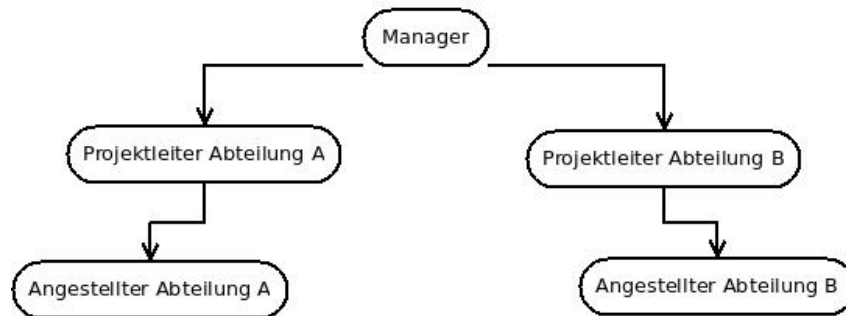 Manager
Projektleiter Abteilung A
Projektleiter Abteilung B
Angestellter Abteilung A
Angestellter Abteilung B